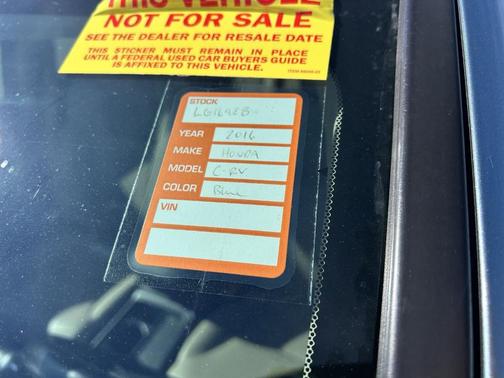 THIS VEHICLE
NOT FOR SALE
SEE THE DEALER FOR RESALE DATE
THIS STICKER MUST REMAIN IN PLACE
UNTIL A FEDERAL USED CAR BUYERS GUIDE
IS AFFIXED TO THIS VEHICLE.
STOCK
YEAR 2016
MAKE HONDA
MODEL C-RV
COLOR Blue
VIN